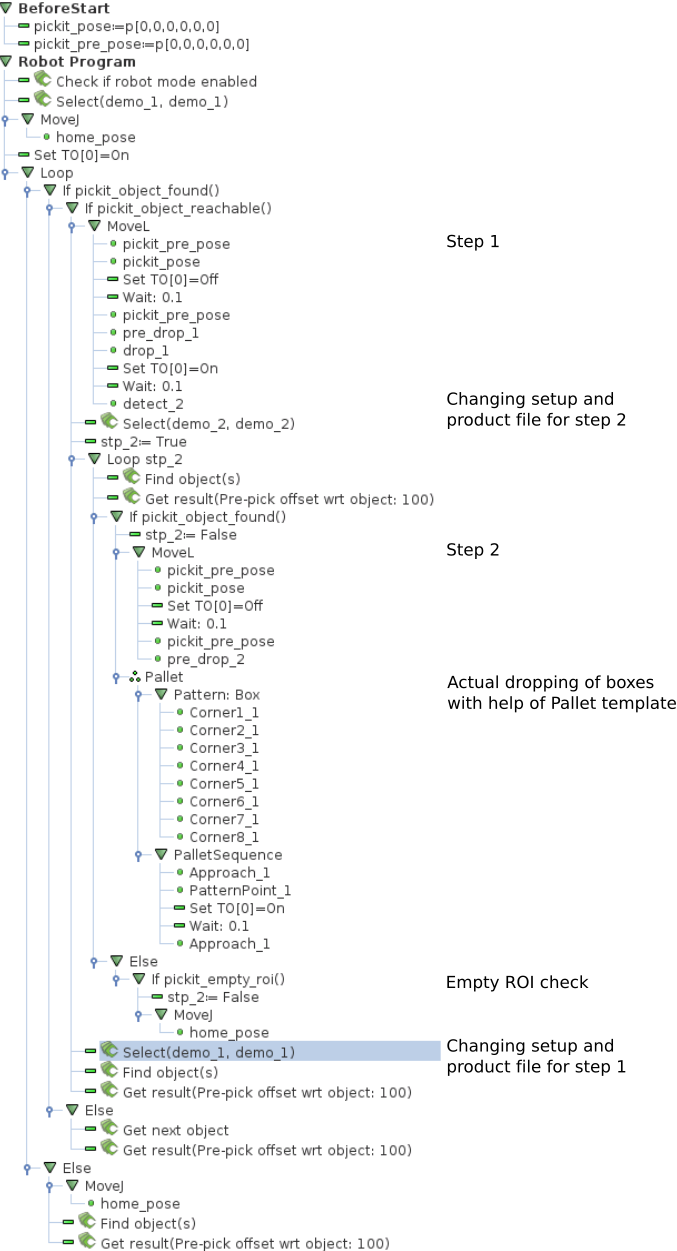 BeforeStart
pickit_pose:=p[0,0,0,0,0,0]
pickit_pre_pose:=p[0,0,0,0,0,0]
Robot Program
Check if robot mode enabled
Select(demo_1, demo_1)
MoveJ
home_pose
Set TO[0]=On
Loop
If pickit_object_found()
If pickit_object_reachable()
MoveL
Step 1
pickit_pre_pose
pickit_pose
Set TO[0]=Off
Wait: 0.1
pickit_pre_pose
pre_drop_1
drop_1
Set TO[0]=On
Wait: 0.1
detect_2
Changing setup and
product file for step 2
Select(demo_2, demo_2)
stp_2:= True
Loop stp_2
Find object(s)
Get result(Pre-pick offset wrt object: 100)
If pickit_object_found()
stp_2:= False
MoveL
Step 2
pickit_pre_pose
pickit_pose
Set TO[0]=Off
Wait: 0.1
pickit_pre_pose
pre_drop_2
Pallet
Actual dropping of boxes
with help of Pallet template
Pattern: Box
Corner1_1
Corner2_1
Corner3_1
Corner4_1
Corner5_1
Corner6_1
Corner7_1
Corner8_1
PalletSequence
Approach_1
PatternPoint_1
Set TO[0]=On
Wait: 0.1
Approach_1
Else
If pickit_empty_roi()
Empty ROI check
stp_2:= False
MoveJ
home_pose
Select(demo_1, demo_1)
Changing setup and
product file for step 1
Find object(s)
Get result(Pre-pick offset wrt object: 100)
Else
Get next object
Get result(Pre-pick offset wrt object: 100)
Else
MoveJ
home_pose
Find object(s)
Get result(Pre-pick offset wrt object: 100)